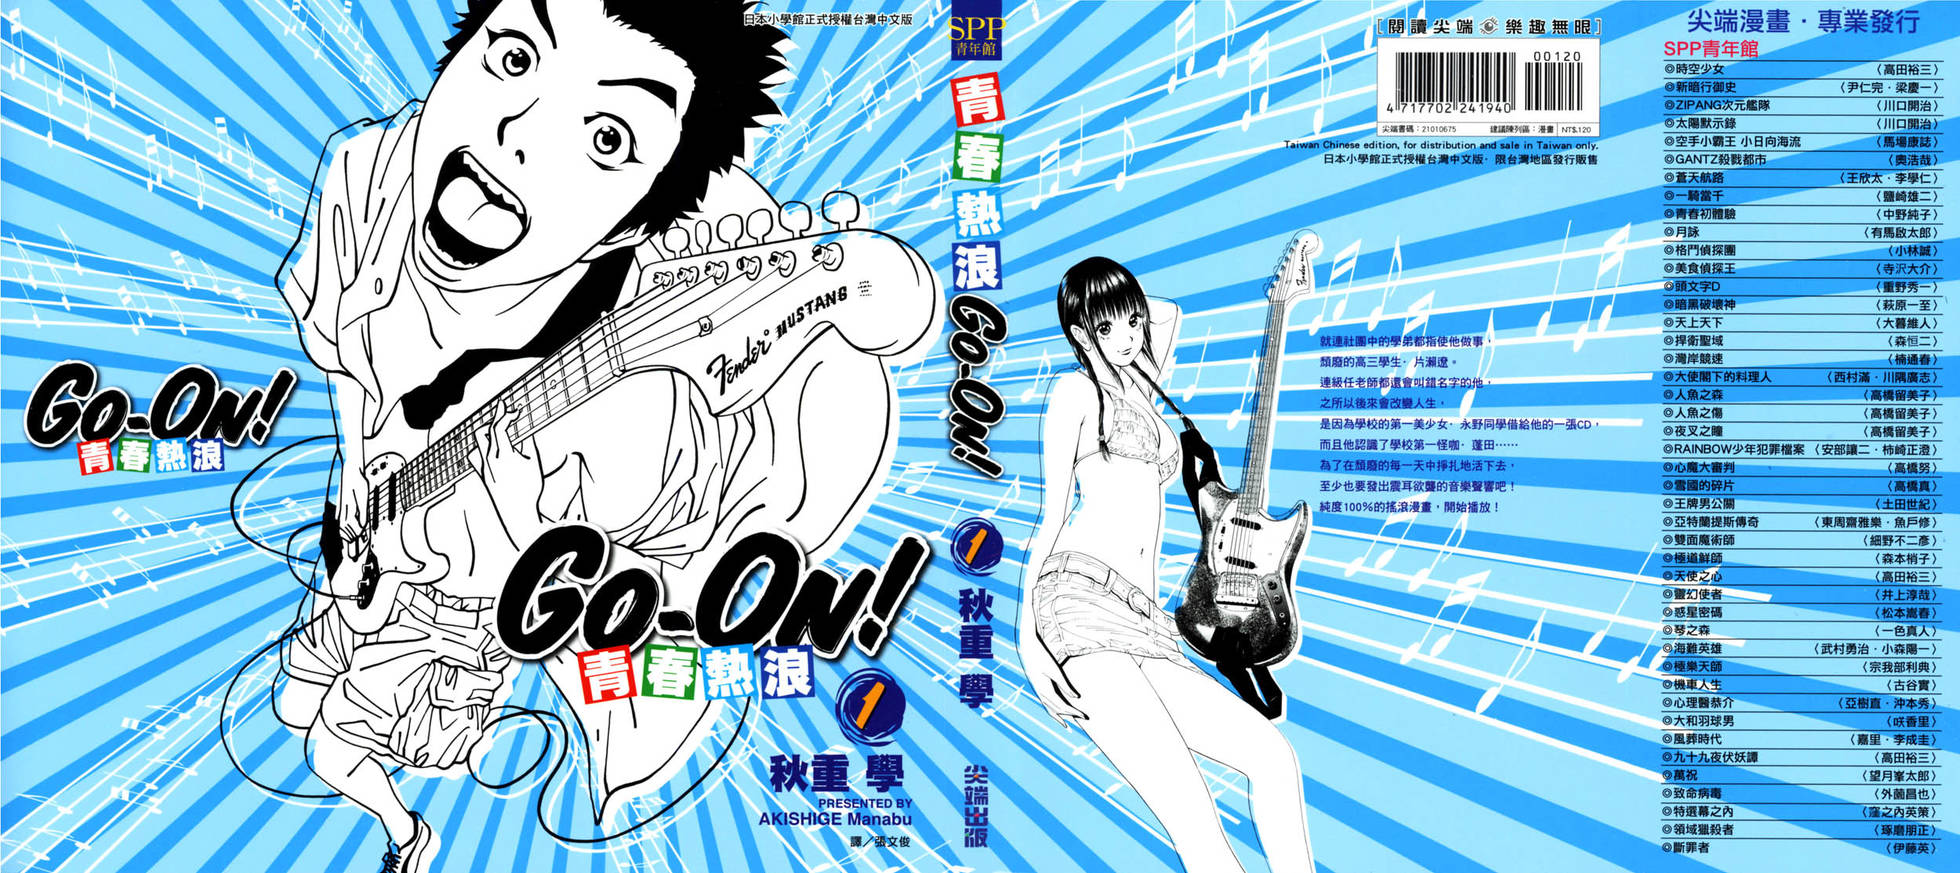 GO-ON!
青春熱浪
日本小學館正式授權台灣中文版
Fender MUSTANG
GO-ON!
青春熱浪
1
秋重 學
PRESENTED BY
AKISHIGE Manabu
譯／張文俊
SPP
青年館
青春熱浪
GO-ON!
1
秋重 學
尖端出版
[閱讀尖端 樂趣無限]
00120
4 717702 241940
尖端書碼：21010675 建議陳列區：漫畫 NT$.120
Taiwan Chinese edition, for distribution and sale in Taiwan only.
日本小學館正式授權台灣中文版．限台灣地區發行販售
就連社團中的學弟都指使他做事，
頹廢的高三學生．片瀨遼。
連級任老師都還會叫錯名字的他，
之所以後來會改變人生，
是因為學校的第一美少女．永野同學借給他的一張CD，
而且他認識了學校第一怪咖．蓬田……
為了在頹廢的每一天中掙扎地活下去，
至少也要發出震耳欲聾的音樂聲響吧！
純度100%的搖滾漫畫，開始播放！
尖端漫畫．專業發行
SPP青年館
◎時空少女〈高田裕三〉
◎新暗行御史〈尹仁完．梁慶一〉
◎ZIPANG次元艦隊〈川口開治〉
◎太陽默示錄〈川口開治〉
◎空手小霸王 小日向海流〈馬場康誌〉
◎GANTZ殺戮都市〈奧浩哉〉
◎蒼天航路〈王欣太．李學仁〉
◎一騎當千〈鹽崎雄二〉
◎青春初體驗〈中野純子〉
◎月詠〈有馬啟太郎〉
◎格鬥偵探團〈小林誠〉
◎美食偵探王〈寺沢大介〉
◎頭文字D〈重野秀一〉
◎暗黑破壞神〈萩原一至〉
◎天上天下〈大暮維人〉
◎捍衛聖域〈森恒二〉
◎灣岸競速〈楠通春〉
◎大使閣下的料理人〈西村滿．川隅廣志〉
◎人魚之森〈高橋留美子〉
◎人魚之傷〈高橋留美子〉
◎夜叉之瞳〈高橋留美子〉
◎RAINBOW少年犯罪檔案〈安部讓二．柿崎正澄〉
◎心魔大審判〈高橋努〉
◎雪國的碎片〈高橋真〉
◎王牌男公關〈土田世紀〉
◎亞特蘭提斯傳奇〈東周齋雅樂．魚戶修〉
◎雙面魔術師〈細野不二彥〉
◎極道鮮師〈森本梢子〉
◎天使之心〈高田裕三〉
◎靈幻使者〈井上淳哉〉
◎惑星密碼〈松本嵩春〉
◎琴之森〈一色真人〉
◎海難英雄〈武村勇治．小森陽一〉
◎極樂天師〈宗我部利典〉
◎機車人生〈古谷實〉
◎心理醫恭介〈亞樹直．沖本秀〉
◎大和羽球男〈咲香里〉
◎風葬時代〈嘉里．李成圭〉
◎九十九夜伏妖譚〈高田裕三〉
◎萬祝〈望月峯太郎〉
◎致命病毒〈外薗昌也〉
◎特選幕之內〈窪之內英策〉
◎領域獵殺者〈琢磨朋正〉
◎斷罪者〈伊藤英〉